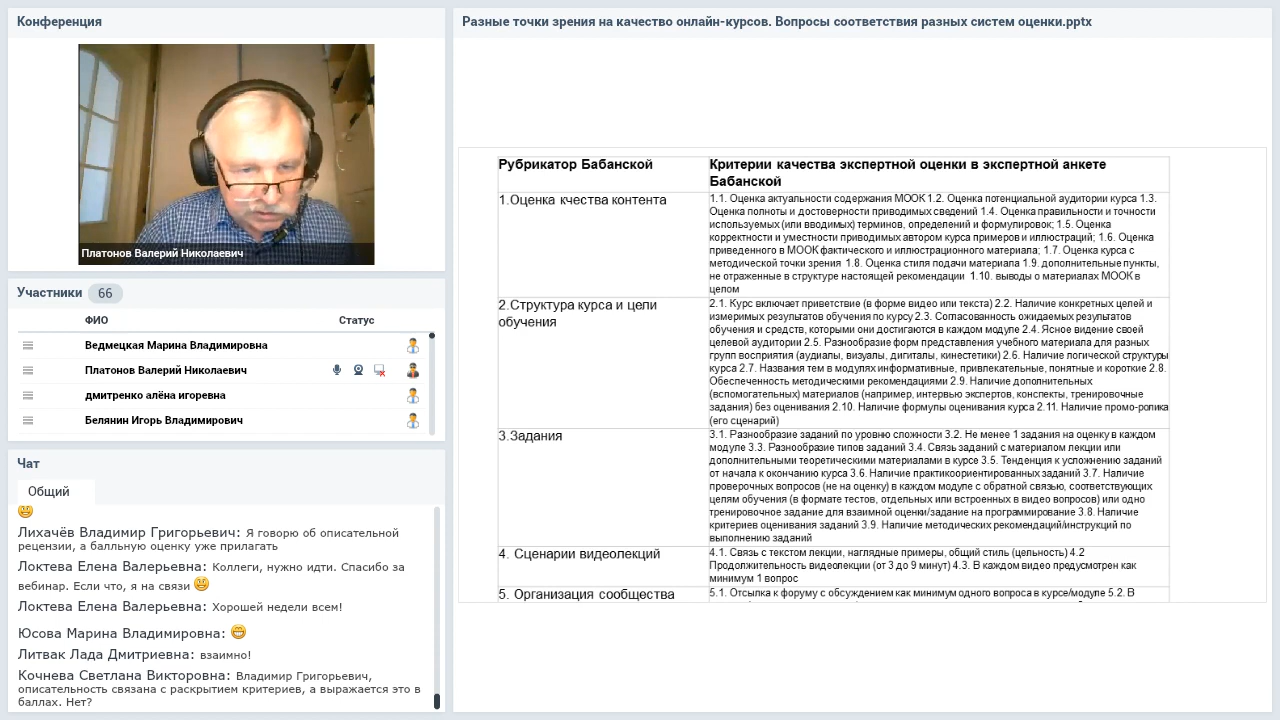 Конференция
Платонов Валерий Николаевич
Участники 66
ФИО Статус
Ведмецкая Марина Владимировна
Платонов Валерий Николаевич
дмитренко алёна игоревна
Белянин Игорь Владимирович
Чат
Общий
Лихачёв Владимир Григорьевич: Я говорю об описательной
рецензии, а балльную оценку уже прилагать
Локтева Елена Валерьевна: Коллеги, нужно идти. Спасибо за
вебинар. Если что, я на связи
Локтева Елена Валерьевна: Хорошей недели всем!
Юсова Марина Владимировна:
Литвак Лада Дмитриевна: взаимно!
Кочнева Светлана Викторовна: Владимир Григорьевич,
описательность связана с раскрытием критериев, а выражается это в
баллах. Нет?
Разные точки зрения на качество онлайн-курсов. Вопросы соответствия разных систем оценки.pptx
Рубрикатор Бабанской
Критерии качества экспертной оценки в экспертной анкете
Бабанской
1.Оценка кчества контента
1.1. Оценка актуальности содержания МООК 1.2. Оценка потенциальной аудитории курса 1.3.
Оценка полноты и достоверности приводимых сведений 1.4. Оценка правильности и точности
используемых (или вводимых) терминов, определений и формулировок; 1.5. Оценка
корректности и уместности приводимых автором курса примеров и иллюстраций; 1.6. Оценка
приведенного в МООК фактического и иллюстрационного материала; 1.7. Оценка курса с
методической точки зрения 1.8. Оценка стиля подачи материала 1.9. дополнительные пункты,
не отраженные в структуре настоящей рекомендации 1.10. выводы о материалах МООК в
целом
2.Структура курса и цели
обучения
2.1. Курс включает приветствие (в форме видео или текста) 2.2. Наличие конкретных целей и
измеримых результатов обучения по курсу 2.3. Согласованность ожидаемых результатов
обучения и средств, которыми они достигаются в каждом модуле 2.4. Ясное видение своей
целевой аудитории 2.5. Разнообразие форм представления учебного материала для разных
групп восприятия (аудиалы, визуалы, дигиталы, кинестетики) 2.6. Наличие логической структуры
курса 2.7. Названия тем в модулях информативные, привлекательные, понятные и короткие 2.8.
Обеспеченность методическими рекомендациями 2.9. Наличие дополнительных
(вспомогательных) материалов (например, интервью экспертов, конспекты, тренировочные
задания) без оценивания 2.10. Наличие формулы оценивания курса 2.11. Наличие промо-ролика
(его сценарий)
3.Задания
3.1. Разнообразие заданий по уровню сложности 3.2. Не менее 1 задания на оценку в каждом
модуле 3.3. Разнообразие типов заданий 3.4. Связь заданий с материалом лекции или
дополнительными теоретическими материалами в курсе 3.5. Тенденция к усложнению заданий
от начала к окончанию курса 3.6. Наличие практикоориентированных заданий 3.7. Наличие
проверочных вопросов (не на оценку) в каждом модуле с обратной связью, соответствующих
целям обучения (в формате тестов, отдельных или встроенных в видео вопросов) или одно
тренировочное задание для взаимной оценки/задание на программирование 3.8. Наличие
критериев оценивания заданий 3.9. Наличие методических рекомендаций/инструкций по
выполнению заданий
4. Сценарии видеолекций
4.1. Связь с текстом лекции, наглядные примеры, общий стиль (цельность) 4.2
Продолжительность видеолекции (от 3 до 9 минут) 4.3. В каждом видео предусмотрен как
минимум 1 вопрос
5. Организация сообщества
5.1. Отсылка к форуму с обсуждением как минимум одного вопроса в курсе/модуле 5.2. В